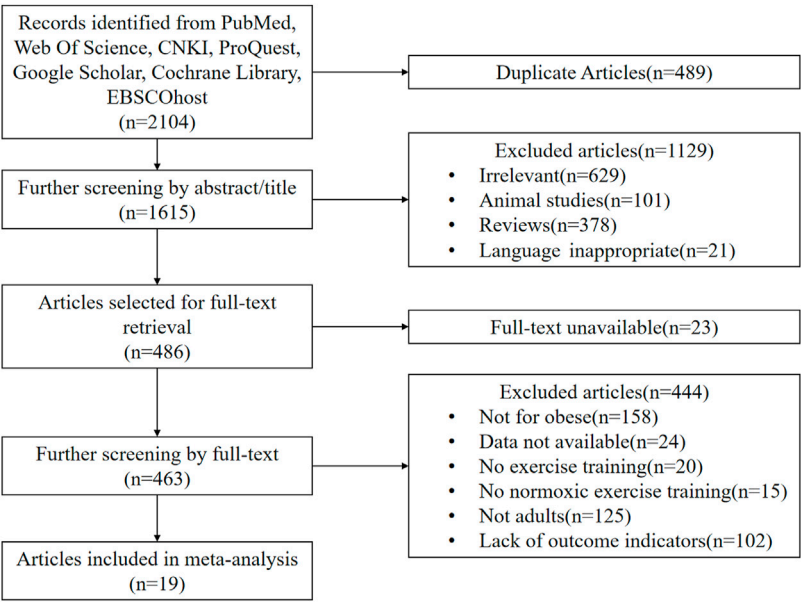 Records identified from PubMed,
Web Of Science, CNKI, ProQuest,
Google Scholar, Cochrane Library,
EBSCOhost
(n=2104)
Duplicate Articles(n=489)
Further screening by abstract/title
(n=1615)
Excluded articles(n=1129)
• Irrelevant(n=629)
• Animal studies(n=101)
• Reviews(n=378)
• Language inappropriate(n=21)
Articles selected for full-text
retrieval
(n=486)
Full-text unavailable(n=23)
Further screening by full-text
(n=463)
Excluded articles(n=444)
• Not for obese(n=158)
• Data not available(n=24)
• No exercise training(n=20)
• No normoxic exercise training(n=15)
• Not adults(n=125)
• Lack of outcome indicators(n=102)
Articles included in meta-analysis
(n=19)